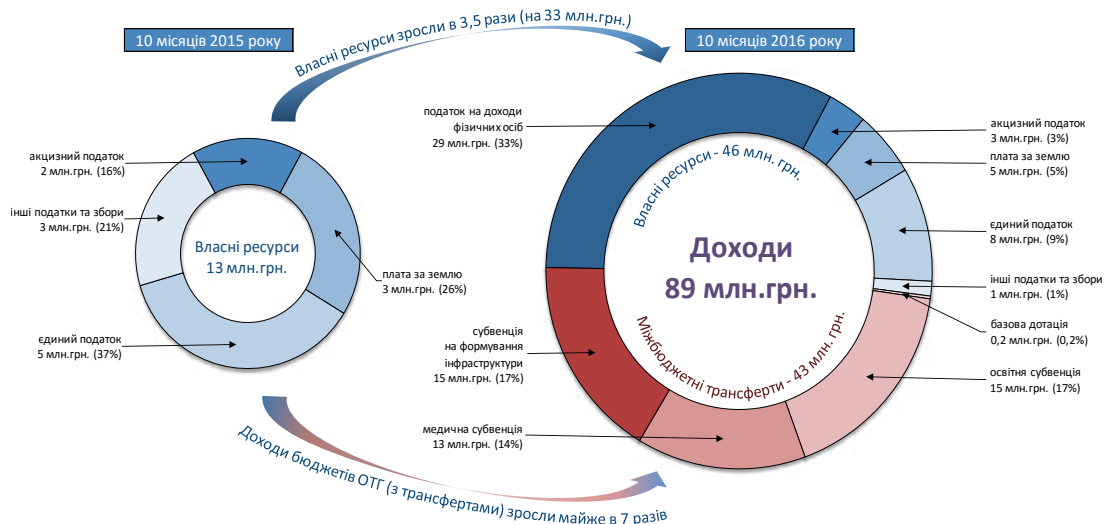 10 місяців 2015 року
Власні ресурси зросли в 3,5 рази (на 33 млн.грн.)
10 місяців 2016 року
акцизний податок
2 млн.грн. (16%)
інші податки та збори
3 млн.грн. (21%)
Власні ресурси
13 млн.грн.
плата за землю
3 млн.грн. (26%)
єдиний податок
5 млн.грн. (37%)
податок на доходи
фізичних осіб
29 млн.грн. (33%)
акцизний податок
3 млн.грн. (3%)
плата за землю
5 млн.грн. (5%)
єдиний податок
8 млн.грн. (9%)
інші податки та збори
1 млн.грн. (1%)
базова дотація
0,2 млн.грн. (0,2%)
освітня субвенція
15 млн.грн. (17%)
Власні ресурси - 46 млн. грн.
Доходи
89 млн.грн.
Міжбюджетні трансферти - 43 млн. грн.
субвенція
на формування
інфраструктури
15 млн.грн. (17%)
медична субвенція
13 млн.грн. (14%)
Доходи бюджетів ОТГ (з трансфертами) зросли майже в 7 разів